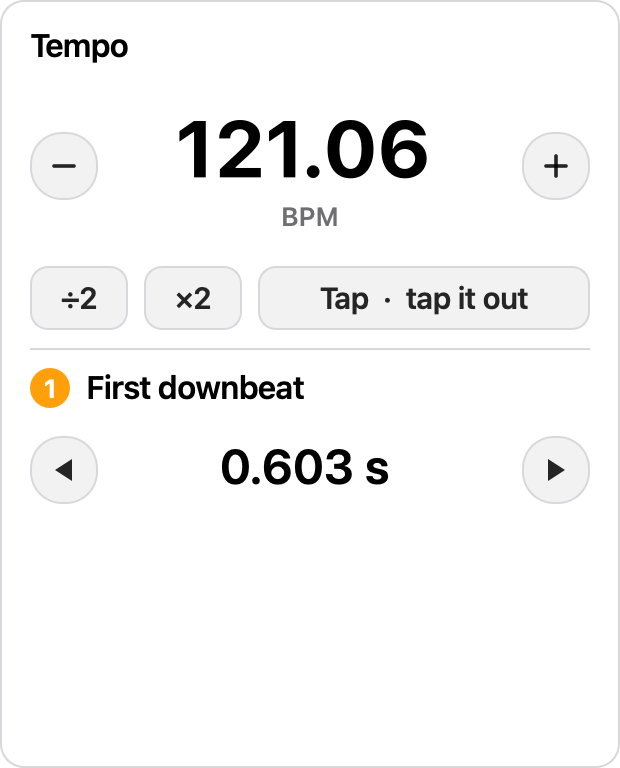 Tempo
− 121.06 +
BPM
÷2 ×2 Tap · tap it out
1 First downbeat
0.603 s